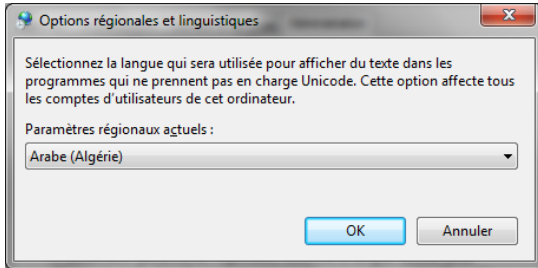 Options régionales et linguistiques
Sélectionnez la langue qui sera utilisée pour afficher du texte dans les
programmes qui ne prennent pas en charge Unicode. Cette option affecte tous
les comptes d'utilisateurs de cet ordinateur.
Paramètres régionaux actuels :
Arabe (Algérie)
OK Annuler